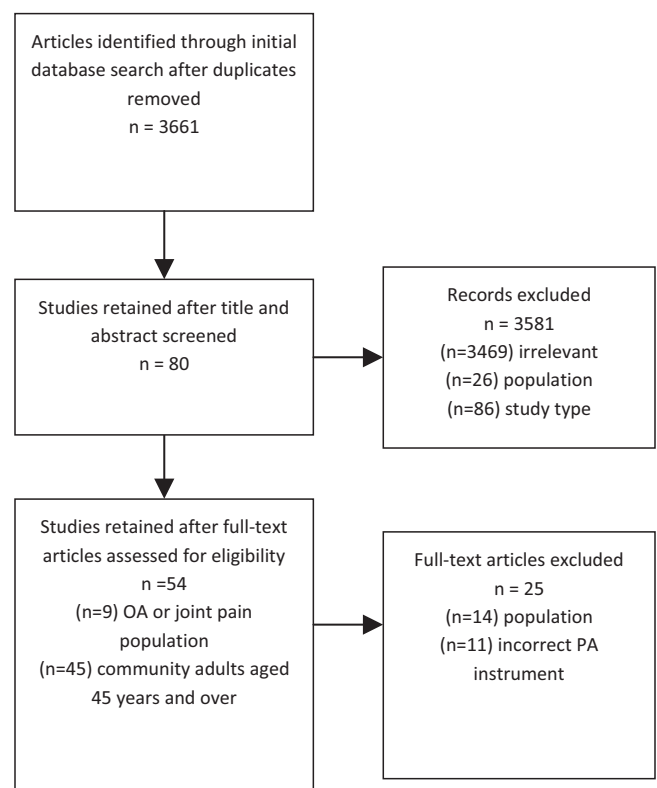 Articles identified through initial
database search after duplicates
removed
n = 3661
Studies retained after title and
abstract screened
n = 80
Records excluded
n = 3581
(n=3469) irrelevant
(n=26) population
(n=86) study type
Studies retained after full-text
articles assessed for eligibility
n =54
(n=9) OA or joint pain
population
(n=45) community adults aged
45 years and over
Full-text articles excluded
n = 25
(n=14) population
(n=11) incorrect PA
instrument